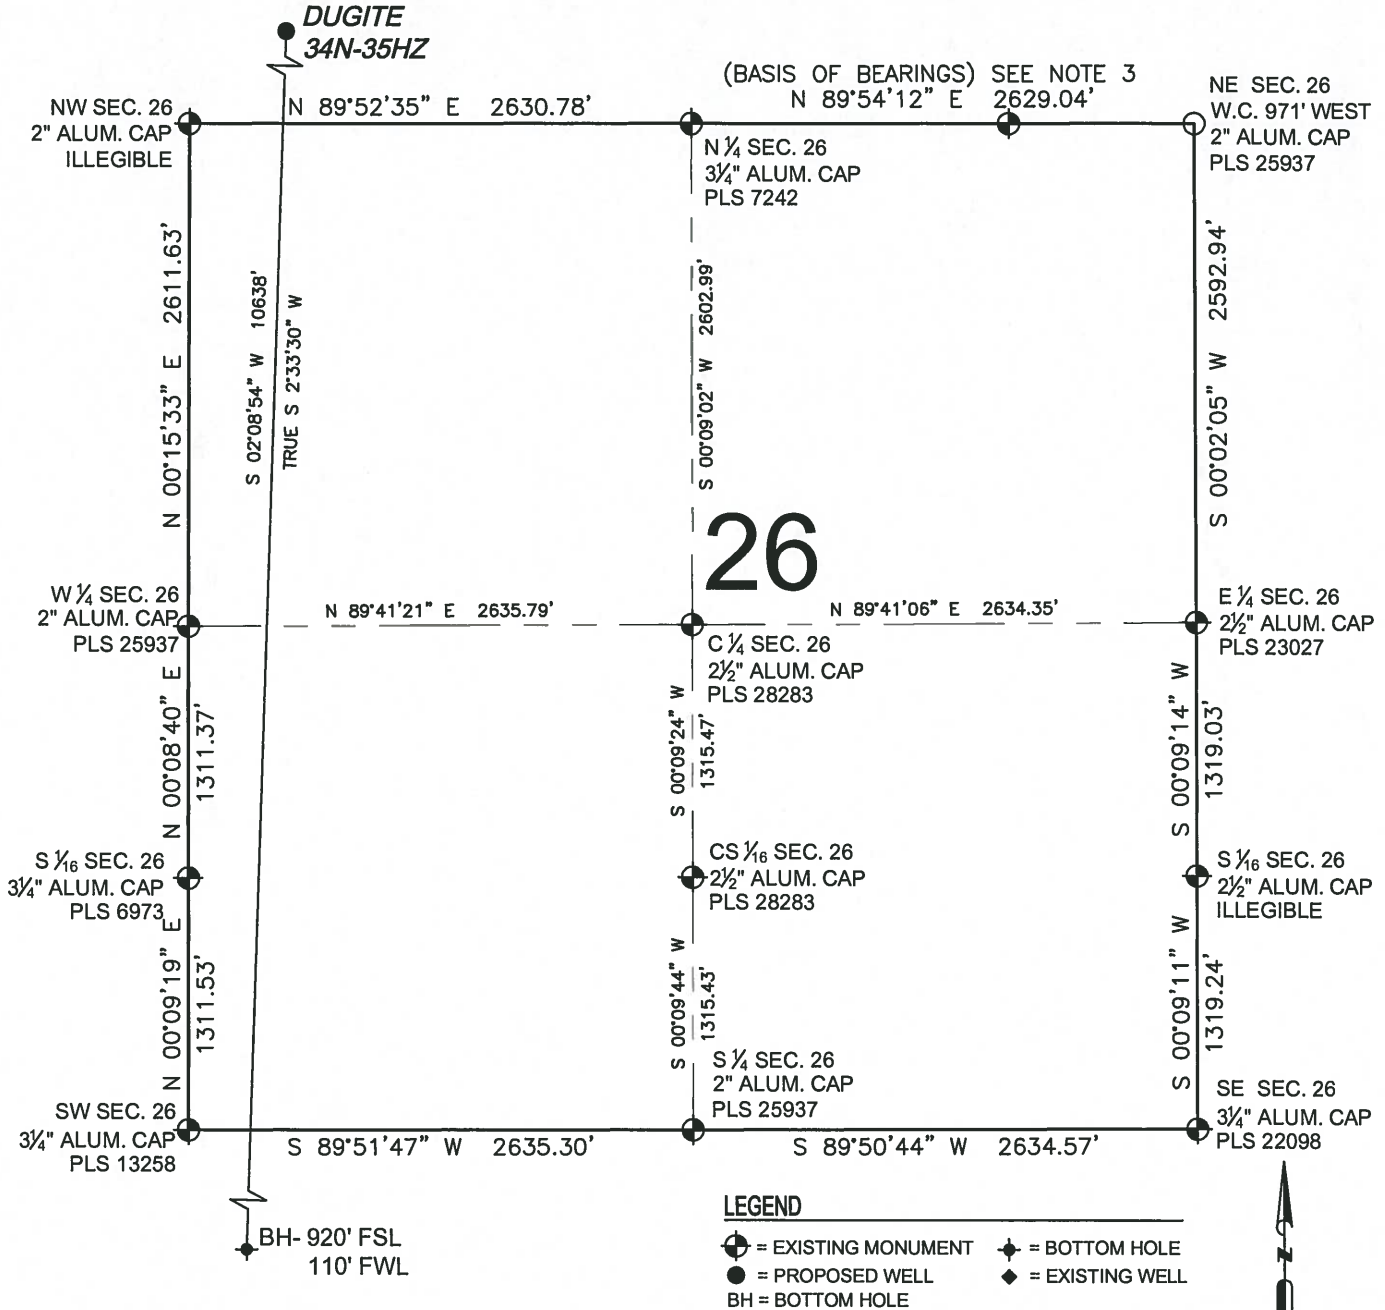 DUGITE
34N-35HZ
(BASIS OF BEARINGS) SEE NOTE 3
N 89°52'35" E 2630.78'
N 89°54'12" E 2629.04'
NW SEC. 26
2" ALUM. CAP
ILLEGIBLE
N ¼ SEC. 26
3¼" ALUM. CAP
PLS 7242
NE SEC. 26
W.C. 971' WEST
2" ALUM. CAP
PLS 25937
N 00°15'33" E 2611.63'
S 02°08'54" W 10638'
TRUE S 2°33'30" W
S 00°09'02" W 2602.99'
S 00°02'05" W 2592.94'
26
W ¼ SEC. 26
2" ALUM. CAP
PLS 25937
N 89°41'21" E 2635.79'
N 89°41'06" E 2634.35'
C ¼ SEC. 26
2½" ALUM. CAP
PLS 28283
E ¼ SEC. 26
2½" ALUM. CAP
PLS 23027
N 00°08'40" E
1311.37'
S 00°09'24" W
1315.47'
S 00°09'14" W
1319.03'
S 1⁄16 SEC. 26
3¼" ALUM. CAP
PLS 6973
CS 1⁄16 SEC. 26
2½" ALUM. CAP
PLS 28283
S 1⁄16 SEC. 26
2½" ALUM. CAP
ILLEGIBLE
N 00°09'19" E
1311.53'
S 00°09'44" W
1315.43'
S 00°09'11" W
1319.24'
SW SEC. 26
3¼" ALUM. CAP
PLS 13258
S ¼ SEC. 26
2" ALUM. CAP
PLS 25937
SE SEC. 26
3¼" ALUM. CAP
PLS 22098
S 89°51'47" W 2635.30'
S 89°50'44" W 2634.57'
BH- 920' FSL
110' FWL
LEGEND
= EXISTING MONUMENT
= BOTTOM HOLE
= PROPOSED WELL
= EXISTING WELL
BH = BOTTOM HOLE
N